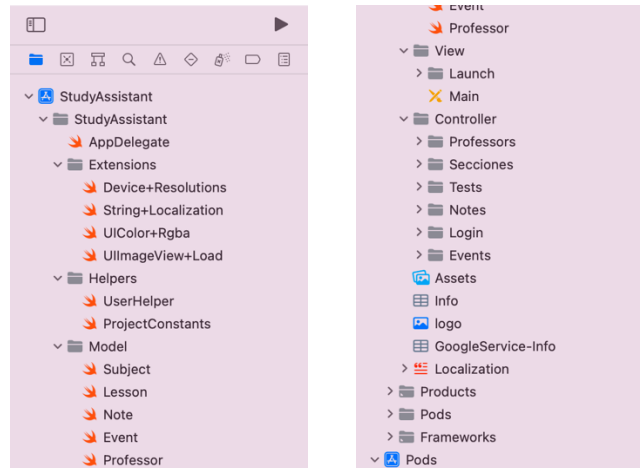 StudyAssistant
StudyAssistant
AppDelegate
Extensions
Device+Resolutions
String+Localization
UIColor+Rgba
UIImageView+Load
Helpers
UserHelper
ProjectConstants
Model
Subject
Lesson
Note
Event
Professor
Event
Professor
View
Launch
Main
Controller
Professors
Secciones
Tests
Notes
Login
Events
Assets
Info
logo
GoogleService-Info
Localization
Products
Pods
Frameworks
Pods